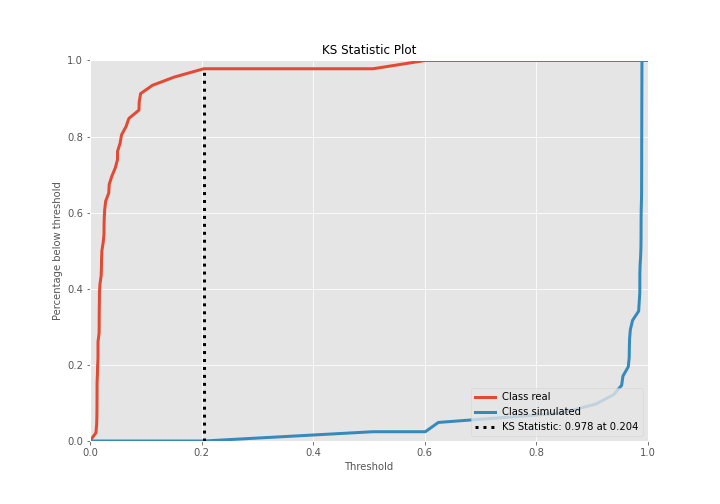 KS Statistic Plot
1.0
0.8
0.6
0.4
0.2
0.0
Percentage below threshold
Class real
Class simulated
KS Statistic: 0.978 at 0.204
0.0 0.2 0.4 0.6 0.8 1.0
Threshold